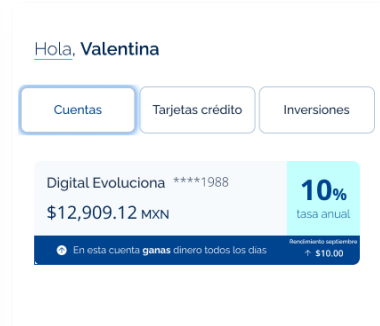 Hola, Valentina
Cuentas
Tarjetas crédito
Inversiones
Digital Evoluciona ****1988
$12,909.12 MXN
10%
tasa anual
En esta cuenta ganas dinero todos los días
Rendimiento septiembre
↑ $10.00